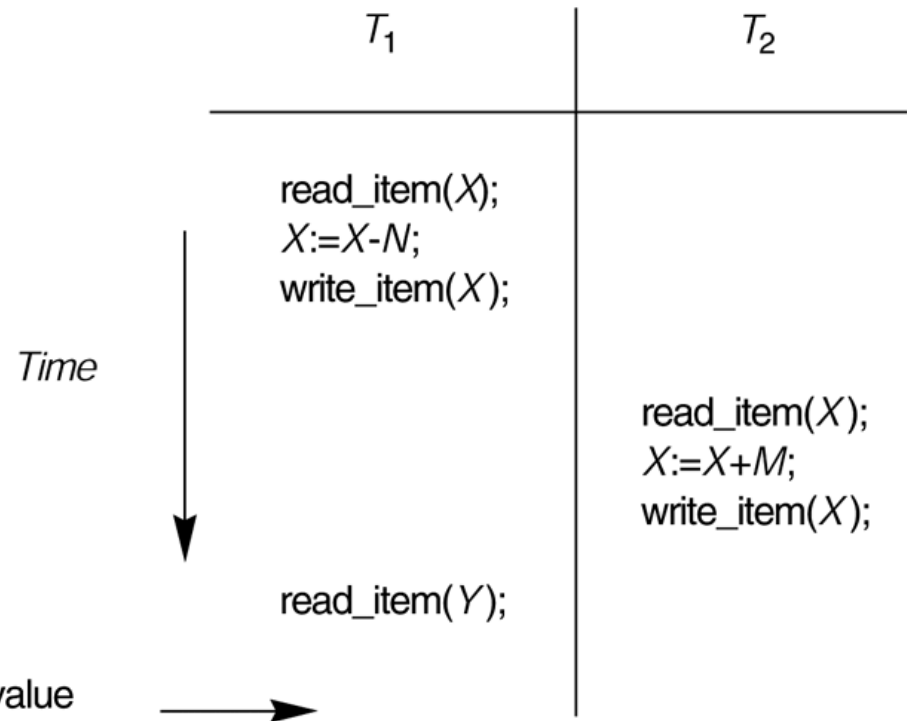 T1
T2
read_item(X);
X:=X-N;
write_item(X);
Time
read_item(X);
X:=X+M;
write_item(X);
read_item(Y);
value